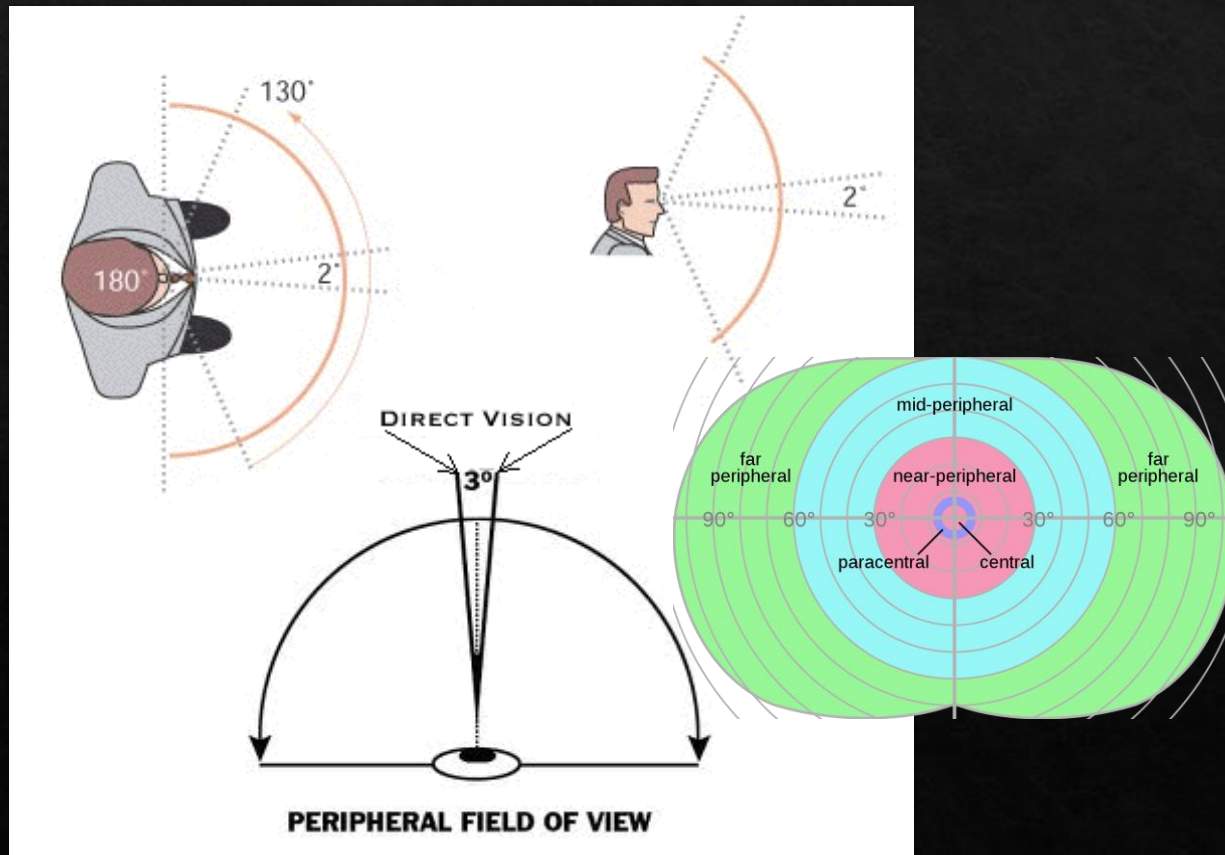 130°
180°
2°
2°
DIRECT VISION
3º
PERIPHERAL FIELD OF VIEW
mid-peripheral
far
peripheral
near-peripheral
far
peripheral
90° 60° 30° 30° 60° 90°
paracentral central